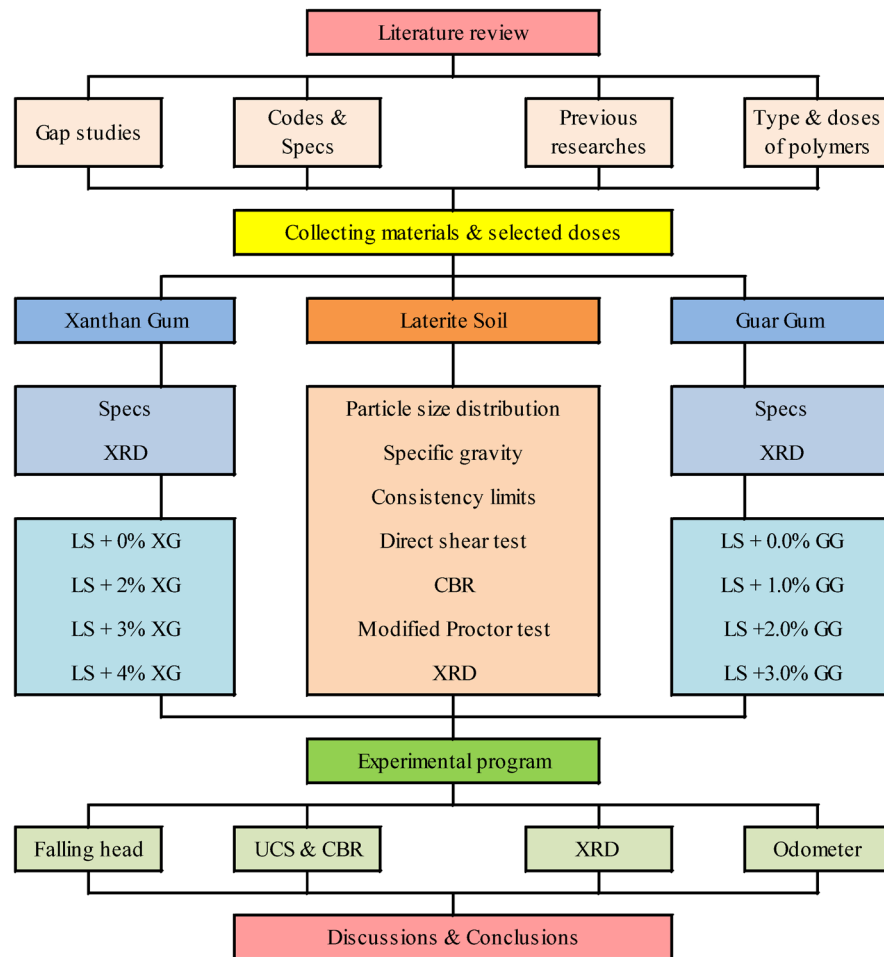 Literature review
Gap studies
Codes &
Specs
Previous
researches
Type & doses
of polymers
Collecting materials & selected doses
Xanthan Gum
Laterite Soil
Guar Gum
Specs
XRD
Particle size distribution
Specific gravity
Consistency limits
Direct shear test
CBR
Modified Proctor test
XRD
Specs
XRD
LS + 0% XG
LS + 2% XG
LS + 3% XG
LS + 4% XG
LS + 0.0% GG
LS + 1.0% GG
LS +2.0% GG
LS +3.0% GG
Experimental program
Falling head
UCS & CBR
XRD
Odometer
Discussions & Conclusions